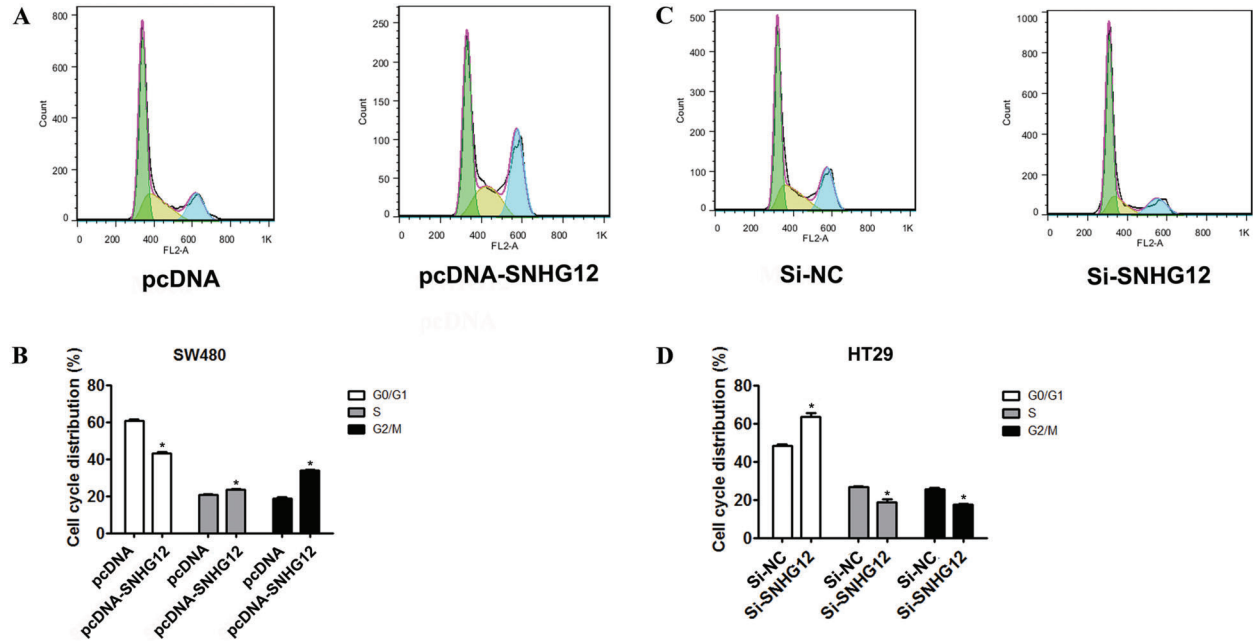 A
C
800
600
400
200
0
Count
0 200 400 600 800 1K
FL2-A
pcDNA
250
200
150
100
50
0
Count
0 200 400 600 800 1K
FL2-A
pcDNA-SNHG12
pcDNA
500
400
300
200
100
0
Count
0 200 400 600 800 1K
FL2-A
Si-NC
1000
800
600
400
200
0
Count
0 200 400 600 800 1K
FL2-A
Si-SNHG12
B
SW480
Cell cycle distribution (%)
80
60
40
20
0
* * *
G0/G1
S
G2/M
pcDNA
pcDNA-SNHG12
pcDNA
pcDNA-SNHG12
pcDNA
pcDNA-SNHG12
D
HT29
Cell cycle distribution (%)
80
60
40
20
0
* * *
G0/G1
S
G2/M
Si-NC
Si-SNHG12
Si-NC
Si-SNHG12
Si-NC
Si-SNHG12